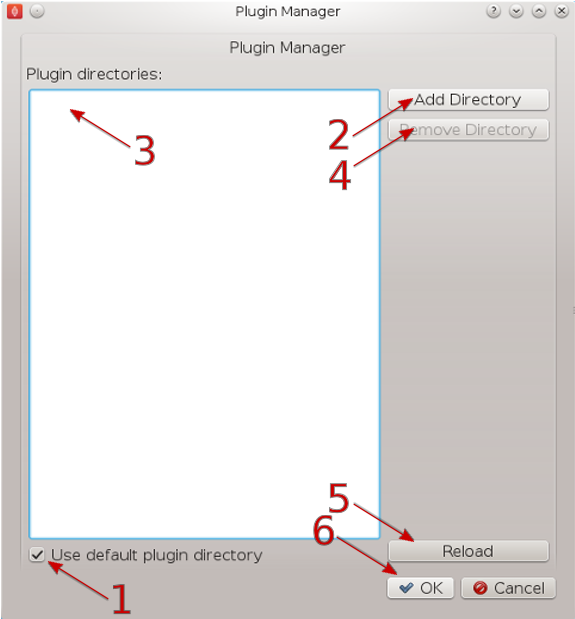 Plugin Manager
Plugin Manager
Plugin directories:
Add Directory
2
Remove Directory
3
4
5
6
Reload
Use default plugin directory
OK
Cancel
1